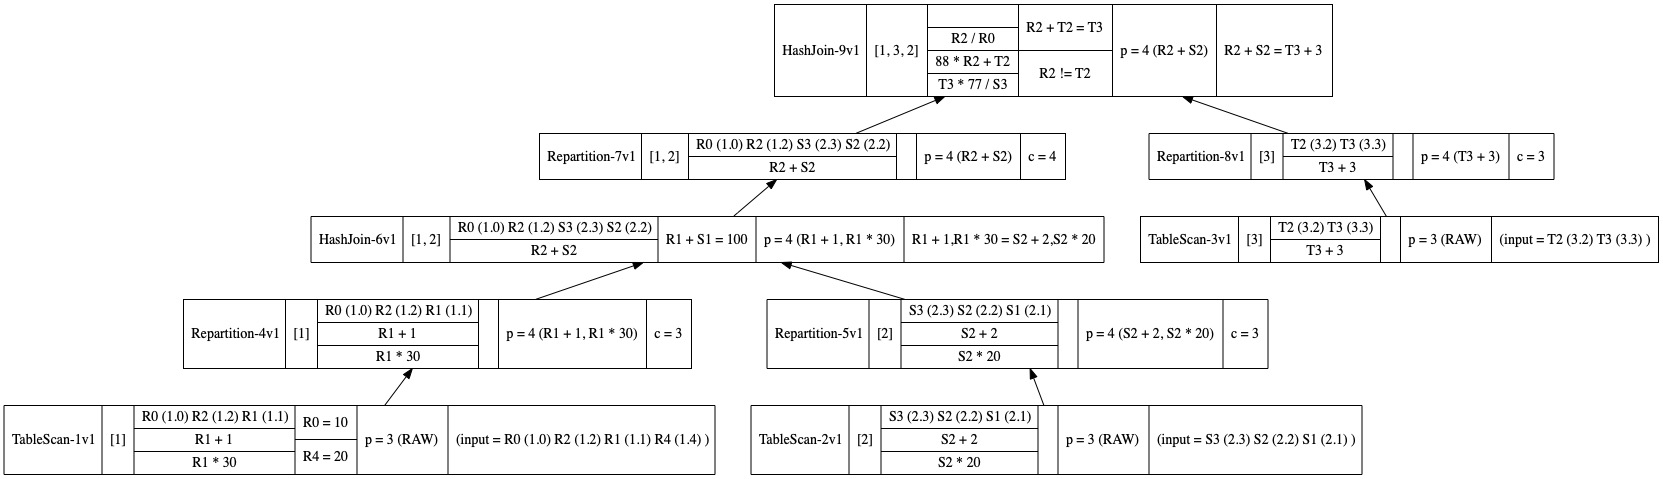 HashJoin-9v1
[1, 3, 2]
R2 / R0
88 * R2 + T2
T3 * 77 / S3
R2 + T2 = T3
R2 != T2
p = 4 (R2 + S2)
R2 + S2 = T3 + 3
Repartition-7v1
[1, 2]
R0 (1.0) R2 (1.2) S3 (2.3) S2 (2.2)
R2 + S2
p = 4 (R2 + S2)
c = 4
Repartition-8v1
[3]
T2 (3.2) T3 (3.3)
T3 + 3
p = 4 (T3 + 3)
c = 3
HashJoin-6v1
[1, 2]
R0 (1.0) R2 (1.2) S3 (2.3) S2 (2.2)
R2 + S2
R1 + S1 = 100
p = 4 (R1 + 1, R1 * 30)
R1 + 1,R1 * 30 = S2 + 2,S2 * 20
TableScan-3v1
[3]
T2 (3.2) T3 (3.3)
T3 + 3
p = 3 (RAW)
(input = T2 (3.2) T3 (3.3) )
Repartition-4v1
[1]
R0 (1.0) R2 (1.2) R1 (1.1)
R1 + 1
R1 * 30
p = 4 (R1 + 1, R1 * 30)
c = 3
Repartition-5v1
[2]
S3 (2.3) S2 (2.2) S1 (2.1)
S2 + 2
S2 * 20
p = 4 (S2 + 2, S2 * 20)
c = 3
TableScan-1v1
[1]
R0 (1.0) R2 (1.2) R1 (1.1)
R1 + 1
R1 * 30
R0 = 10
R4 = 20
p = 3 (RAW)
(input = R0 (1.0) R2 (1.2) R1 (1.1) R4 (1.4) )
TableScan-2v1
[2]
S3 (2.3) S2 (2.2) S1 (2.1)
S2 + 2
S2 * 20
p = 3 (RAW)
(input = S3 (2.3) S2 (2.2) S1 (2.1) )